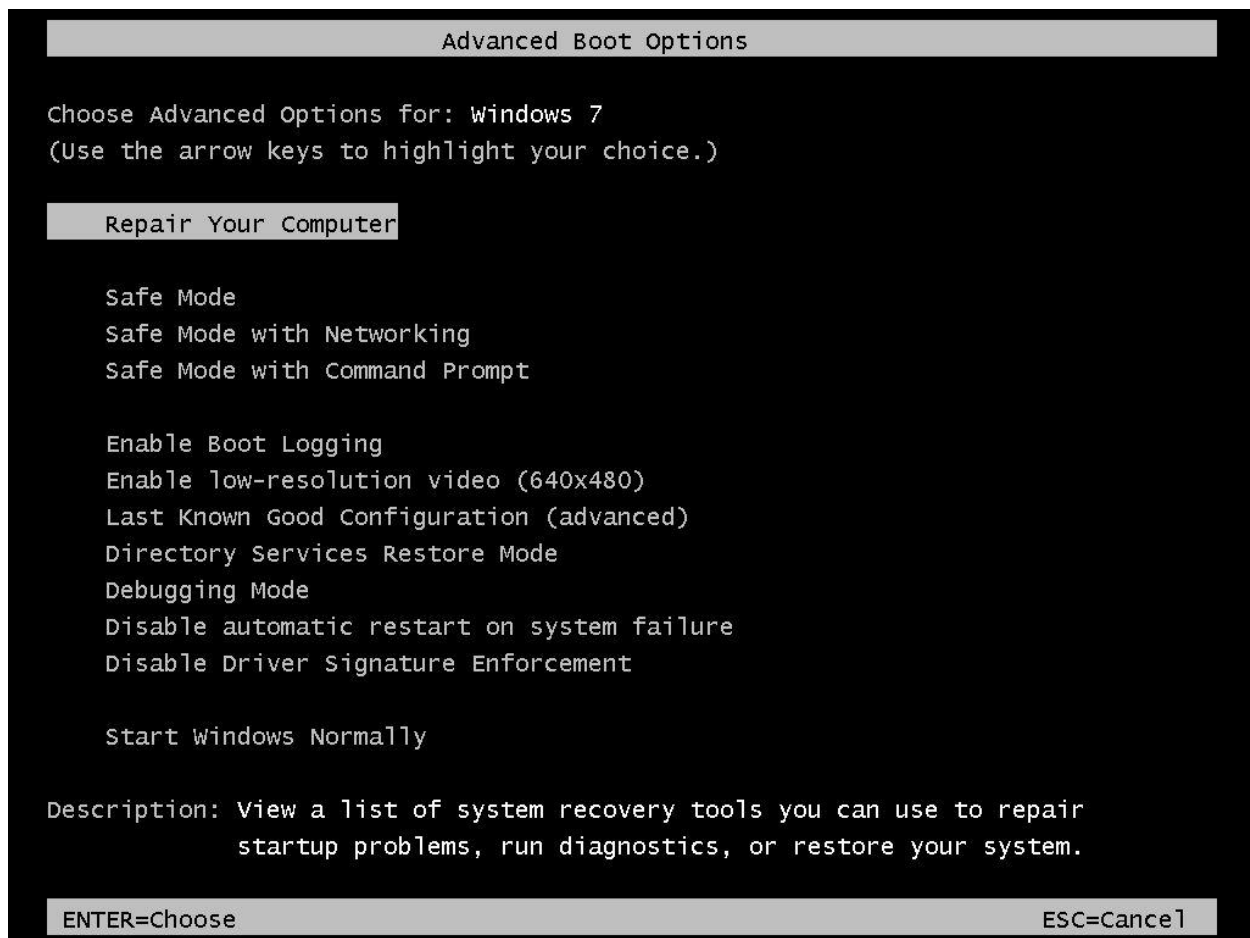 Advanced Boot Options
Choose Advanced Options for: Windows 7
(Use the arrow keys to highlight your choice.)
Repair Your Computer
Safe Mode
Safe Mode with Networking
Safe Mode with Command Prompt
Enable Boot Logging
Enable low-resolution video (640x480)
Last Known Good Configuration (advanced)
Directory Services Restore Mode
Debugging Mode
Disable automatic restart on system failure
Disable Driver Signature Enforcement
Start Windows Normally
Description: View a list of system recovery tools you can use to repair
startup problems, run diagnostics, or restore your system.
ENTER=Choose ESC=Cancel